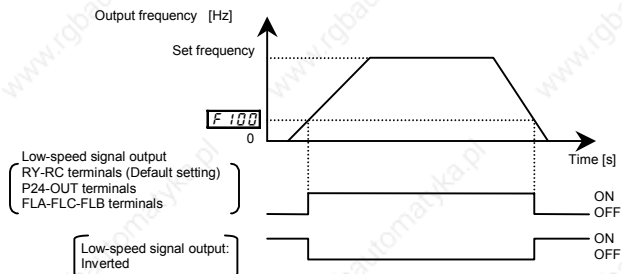 Output frequency [Hz]
Set frequency
F100
0
Time [s]
Low-speed signal output
RY-RC terminals (Default setting)
P24-OUT terminals
FLA-FLC-FLB terminals
ON
OFF
Low-speed signal output:
Inverted
ON
OFF